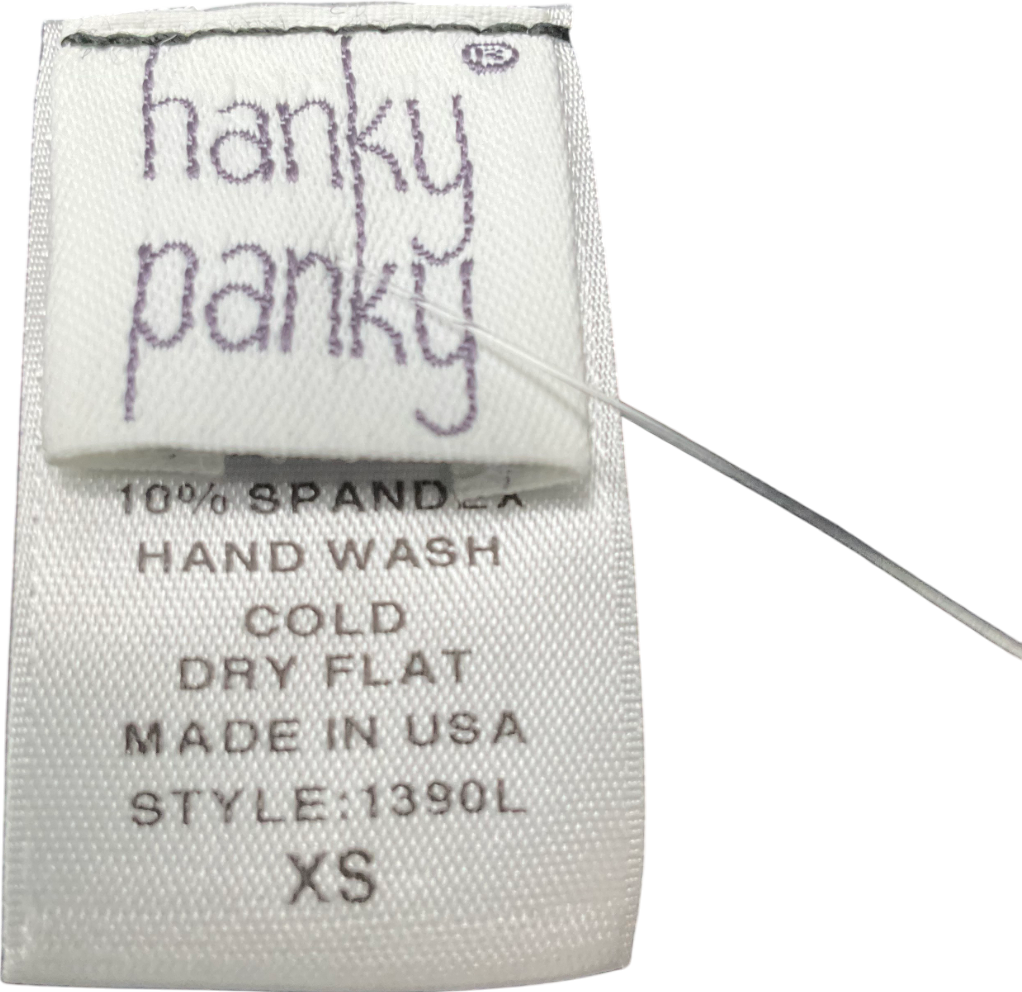 hanky ®
panky
10% SPANDEX
HAND WASH
COLD
DRY FLAT
MADE IN USA
STYLE:1390L
XS